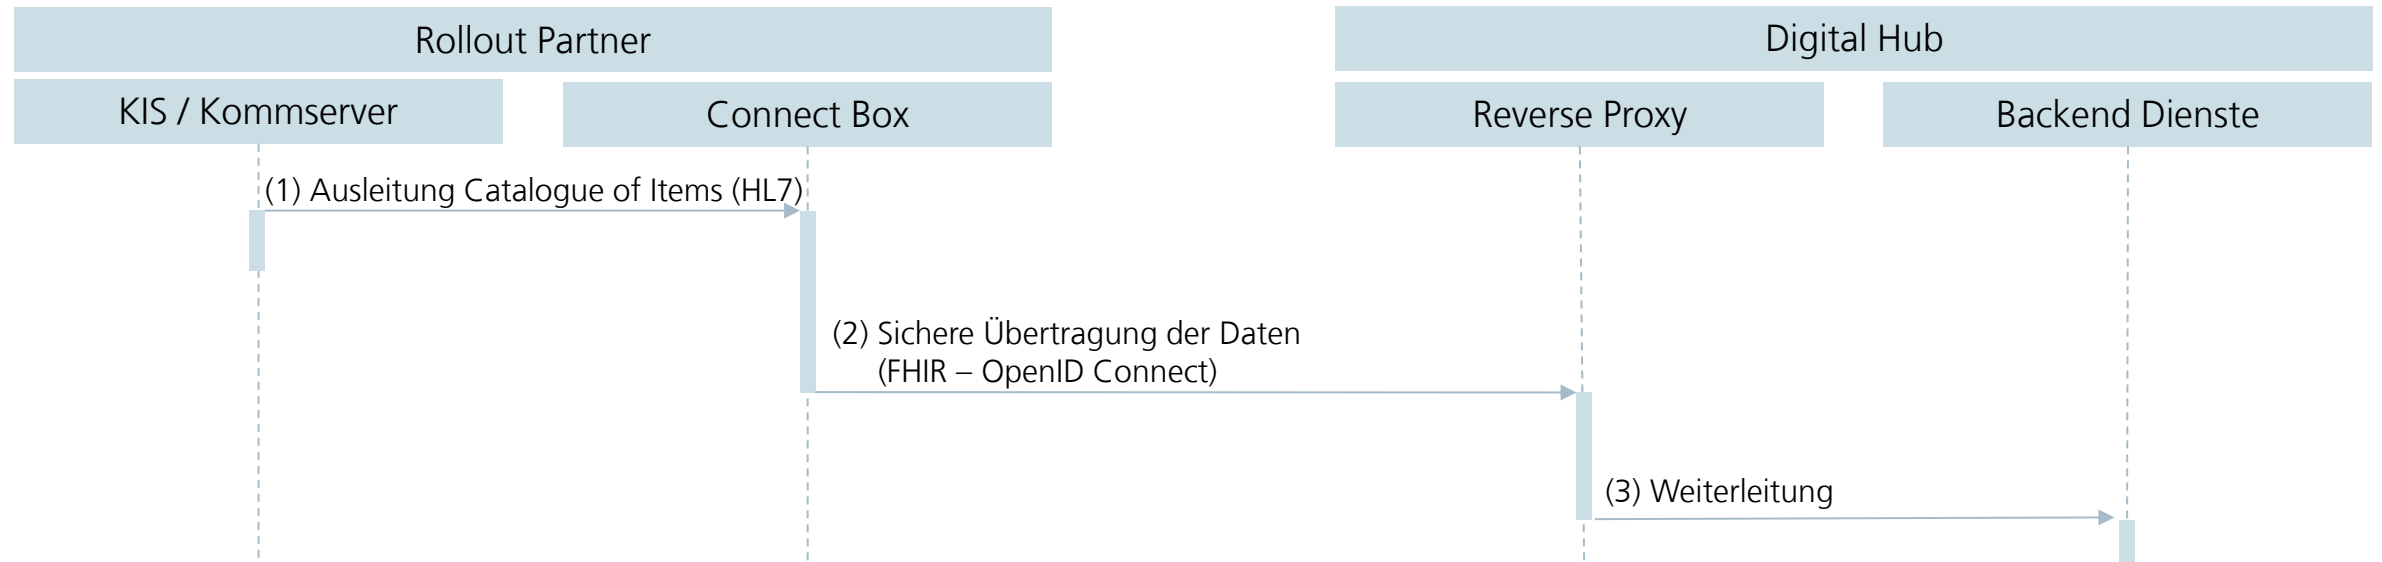 Rollout Partner
Digital Hub
KIS / Kommserver
Connect Box
Reverse Proxy
Backend Dienste
(1) Ausleitung Catalogue of Items (HL7)
(2) Sichere Übertragung der Daten
(FHIR – OpenID Connect)
(3) Weiterleitung